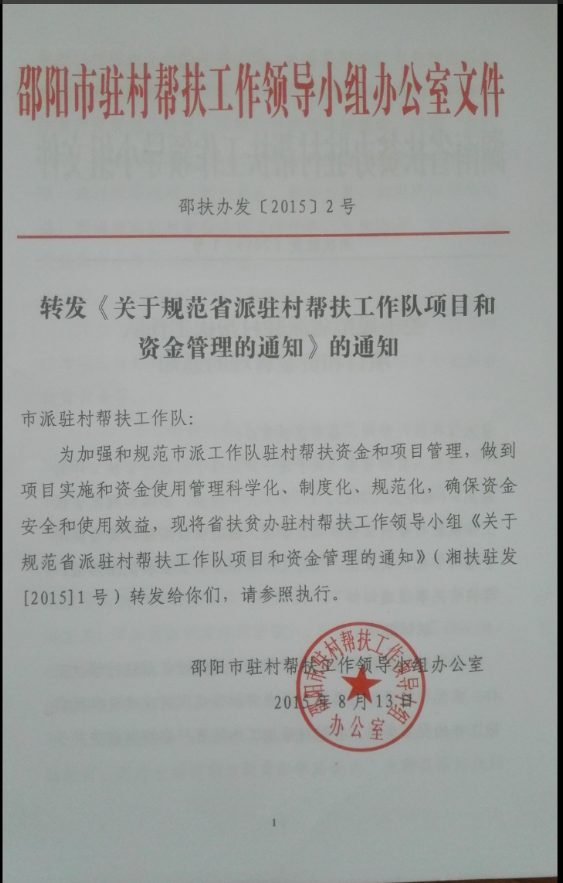 邵阳市驻村帮扶工作领导小组办公室文件
邵扶办发〔2015〕2 号
转发《关于规范省派驻村帮扶工作队项目和
资金管理的通知》的通知
市派驻村帮扶工作队:
为加强和规范市派工作队驻村帮扶资金和项目管理，做到
项目实施和资金使用管理科学化、制度化、规范化，确保资金
安全和使用效益，现将省扶贫办驻村帮扶工作领导小组《关于
规范省派驻村帮扶工作队项目和资金管理的通知》（湘扶驻发
[2015]1 号）转发给你们，请参照执行。
邵阳市驻村帮扶工作领导小组办公室
2015 年 8 月 13 日
邵阳市驻村帮扶工作领导小组
办公室
1